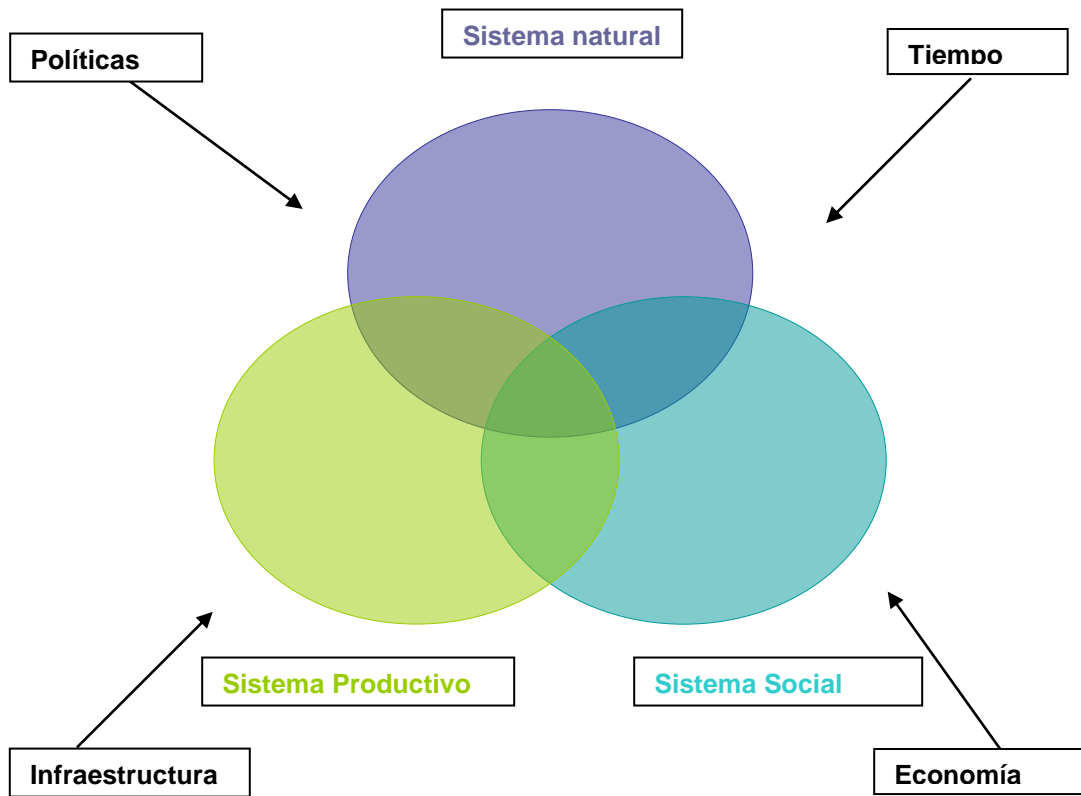 Sistema natural
Políticas
Tiempo
Sistema Productivo
Sistema Social
Infraestructura
Economía